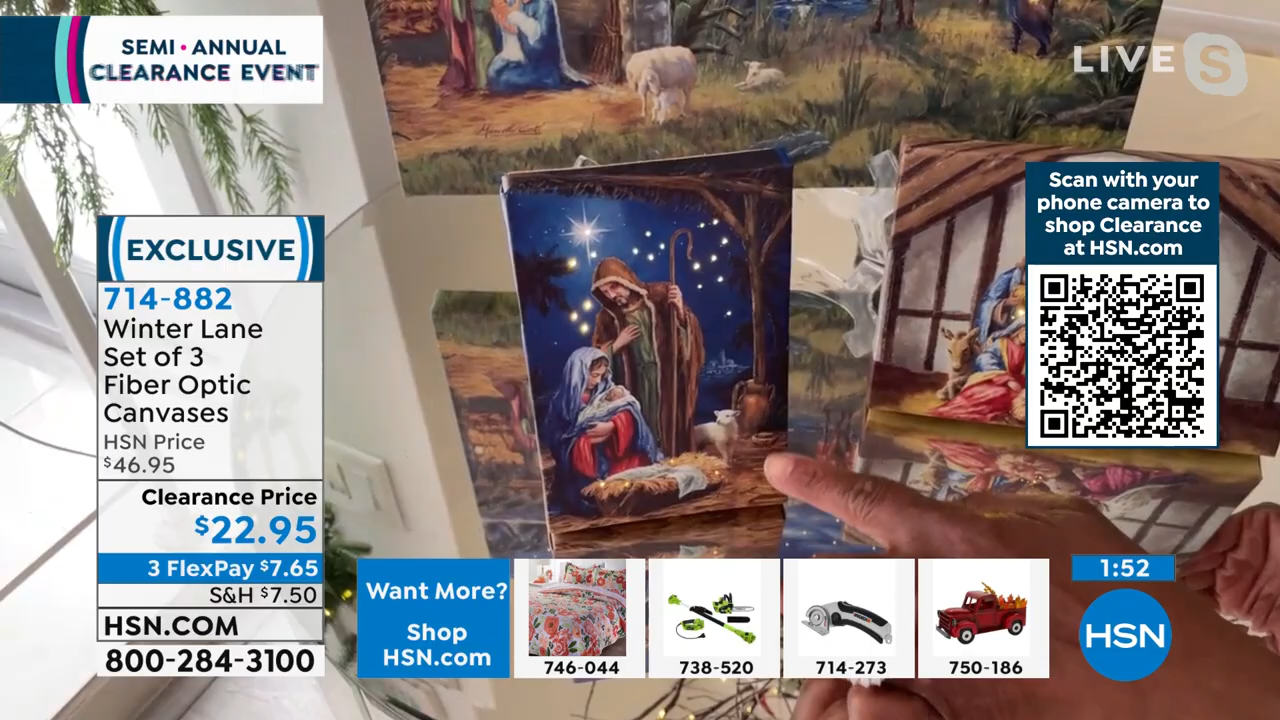 SEMI•ANNUAL
CLEARANCE EVENT
LIVE S
EXCLUSIVE
714-882
Winter Lane
Set of 3
Fiber Optic
Canvases
HSN Price
$46.95
Clearance Price
$22.95
3 FlexPay $7.65
S&H $7.50
HSN.COM
800-284-3100
Scan with your
phone camera to
shop Clearance
at HSN.com
Want More?
Shop
HSN.com
746-044
738-520
714-273
750-186
1:52
HSN